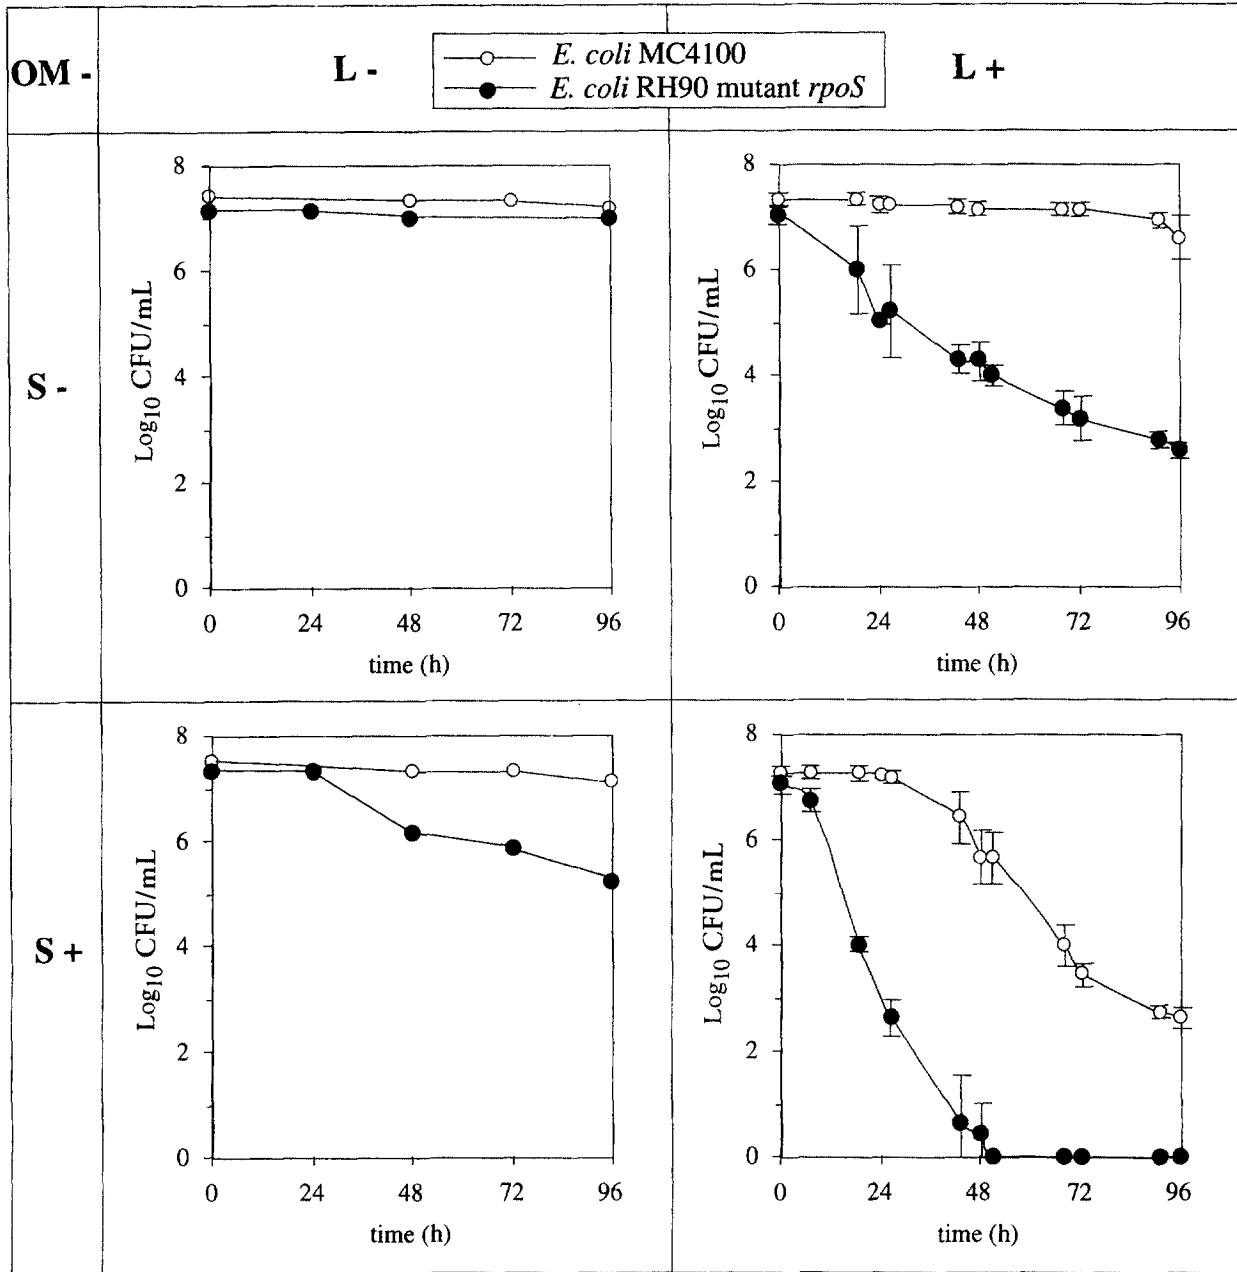 OM -
L -
E. coli MC4100
E. coli RH90 mutant rpoS
L +
S -
8
6
4
2
0
Log10 CFU/mL
0 24 48 72 96
time (h)
8
6
4
2
0
Log10 CFU/mL
0 24 48 72 96
time (h)
S +
8
6
4
2
0
Log10 CFU/mL
0 24 48 72 96
time (h)
8
6
4
2
0
Log10 CFU/mL
0 24 48 72 96
time (h)